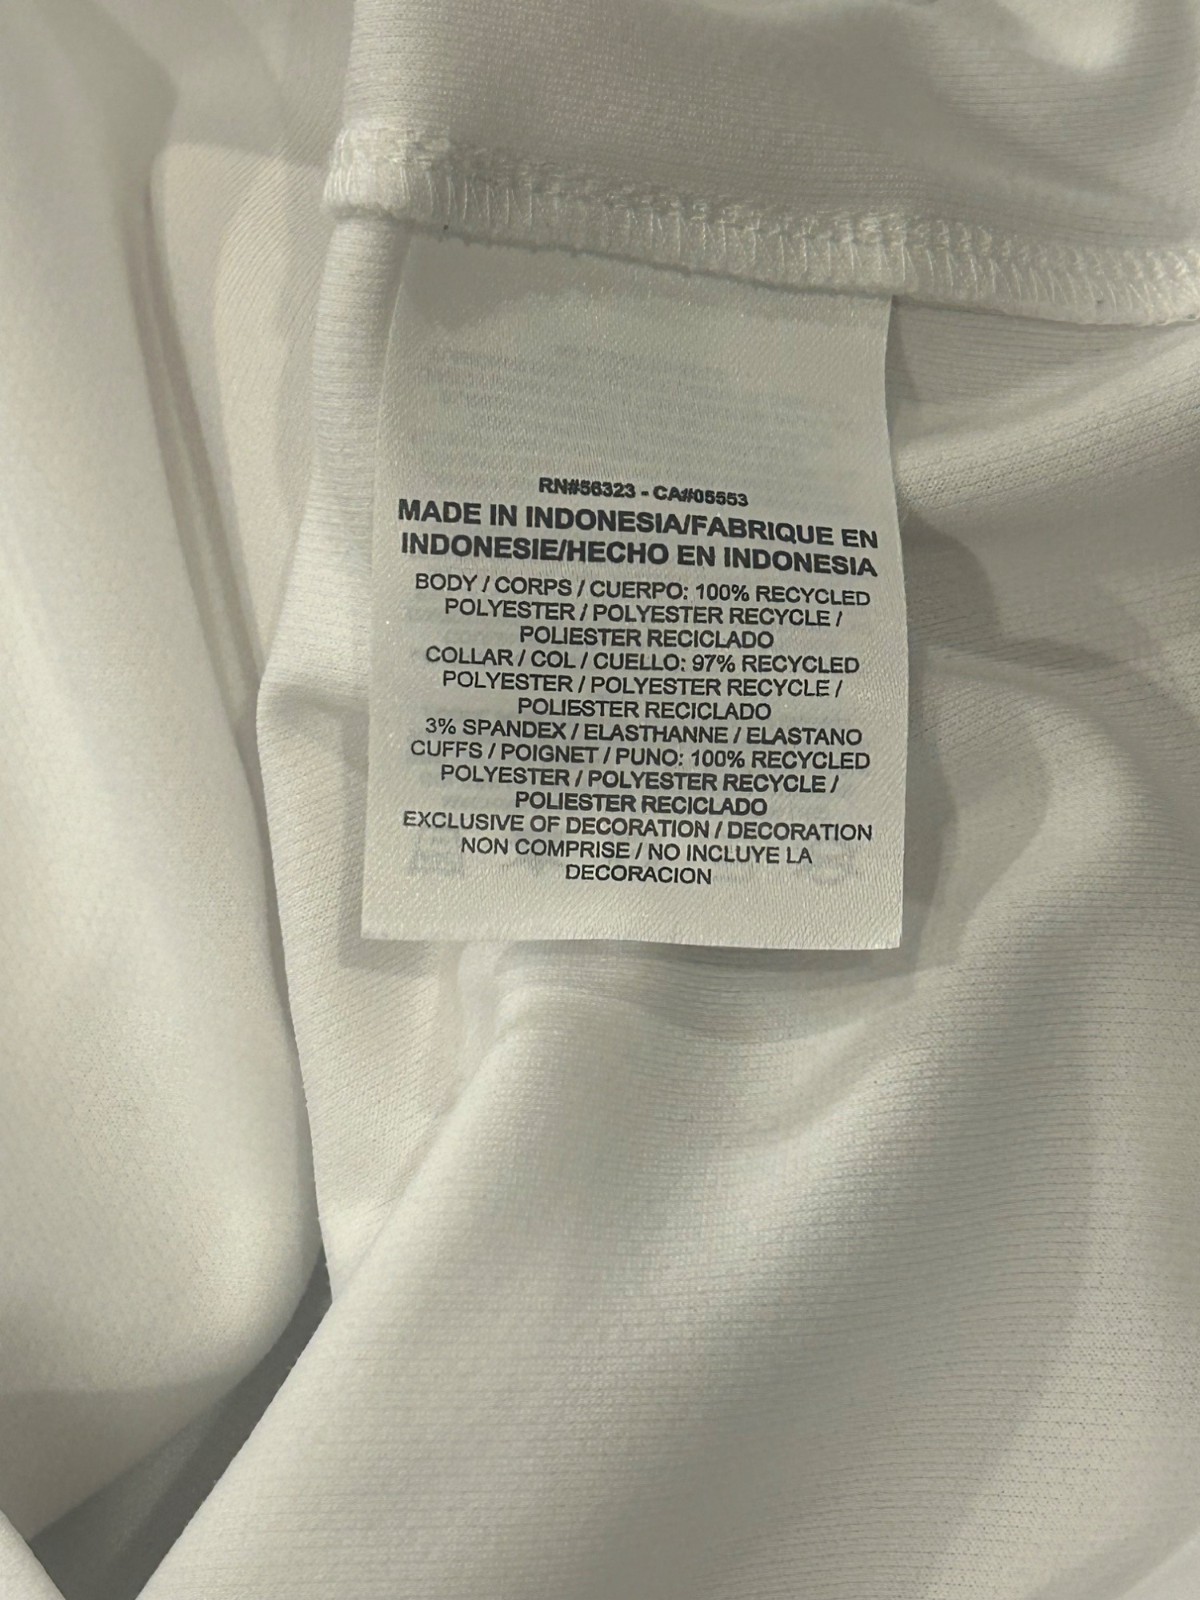 RN#56323 - CA#05553
MADE IN INDONESIA/FABRIQUE EN
INDONESIE/HECHO EN INDONESIA
BODY / CORPS / CUERPO: 100% RECYCLED
POLYESTER / POLYESTER RECYCLE /
POLIESTER RECICLADO
COLLAR / COL / CUELLO: 97% RECYCLED
POLYESTER / POLYESTER RECYCLE /
POLIESTER RECICLADO
3% SPANDEX / ELASTHANNE / ELASTANO
CUFFS / POIGNET / PUNO: 100% RECYCLED
POLYESTER / POLYESTER RECYCLE /
POLIESTER RECICLADO
EXCLUSIVE OF DECORATION / DECORATION
NON COMPRISE / NO INCLUYE LA
DECORACION